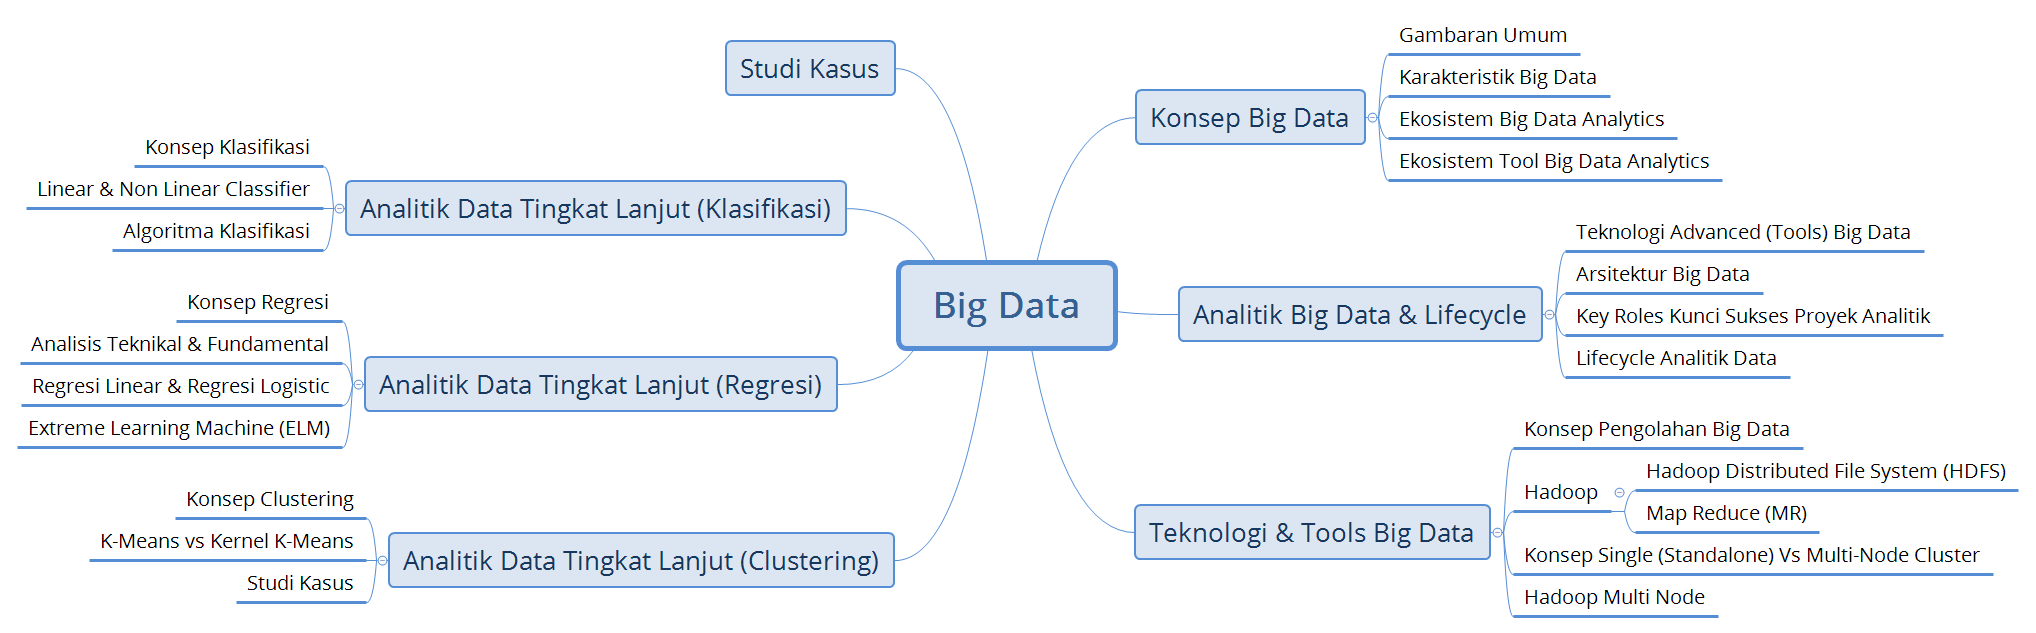 Big Data
Konsep Big Data
Gambaran Umum
Karakteristik Big Data
Ekosistem Big Data Analytics
Ekosistem Tool Big Data Analytics
Analitik Big Data & Lifecycle
Teknologi Advanced (Tools) Big Data
Arsitektur Big Data
Key Roles Kunci Sukses Proyek Analitik
Lifecycle Analitik Data
Teknologi & Tools Big Data
Konsep Pengolahan Big Data
Hadoop
Hadoop Distributed File System (HDFS)
Map Reduce (MR)
Konsep Single (Standalone) Vs Multi-Node Cluster
Hadoop Multi Node
Analitik Data Tingkat Lanjut (Clustering)
Konsep Clustering
K-Means vs Kernel K-Means
Studi Kasus
Analitik Data Tingkat Lanjut (Regresi)
Konsep Regresi
Analisis Teknikal & Fundamental
Regresi Linear & Regresi Logistic
Extreme Learning Machine (ELM)
Analitik Data Tingkat Lanjut (Klasifikasi)
Konsep Klasifikasi
Linear & Non Linear Classifier
Algoritma Klasifikasi
Studi Kasus